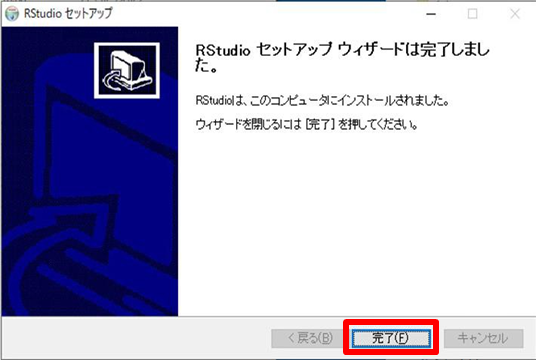 RStudio セットアップ
RStudio セットアップ ウィザードは完了しまし
た。
RStudioは、このコンピュータにインストールされました。
ウィザードを閉じるには [完了] を押してください。
< 戻る(B)
完了(F)
キャンセル